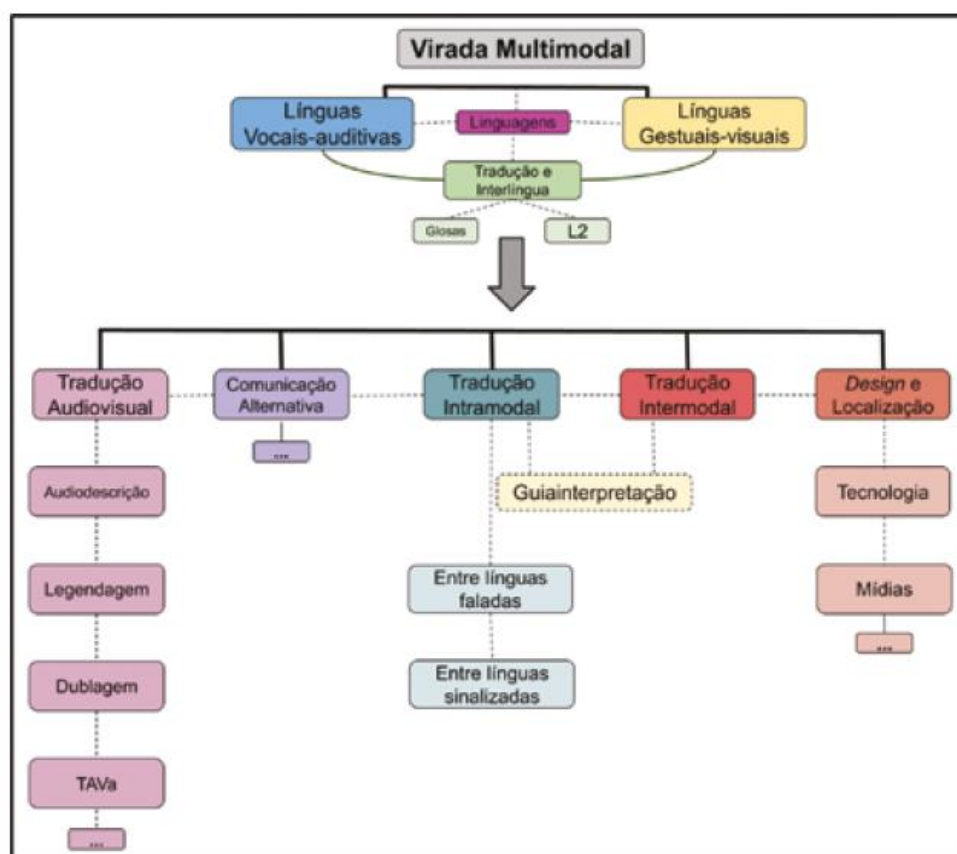 Virada Multimodal
Línguas
Vocais-auditivas
Linguagens
Línguas
Gestuais-visuais
Tradução e
Interlíngua
Glosas
L2
Tradução
Audiovisual
Comunicação
Alternativa
Tradução
Intramodal
Tradução
Intermodal
Design e
Localização
...
Audiodescrição
Guiainterpretação
Tecnologia
Legendagem
Entre línguas
faladas
Mídias
...
Dublagem
Entre línguas
sinalizadas
TAVa
...